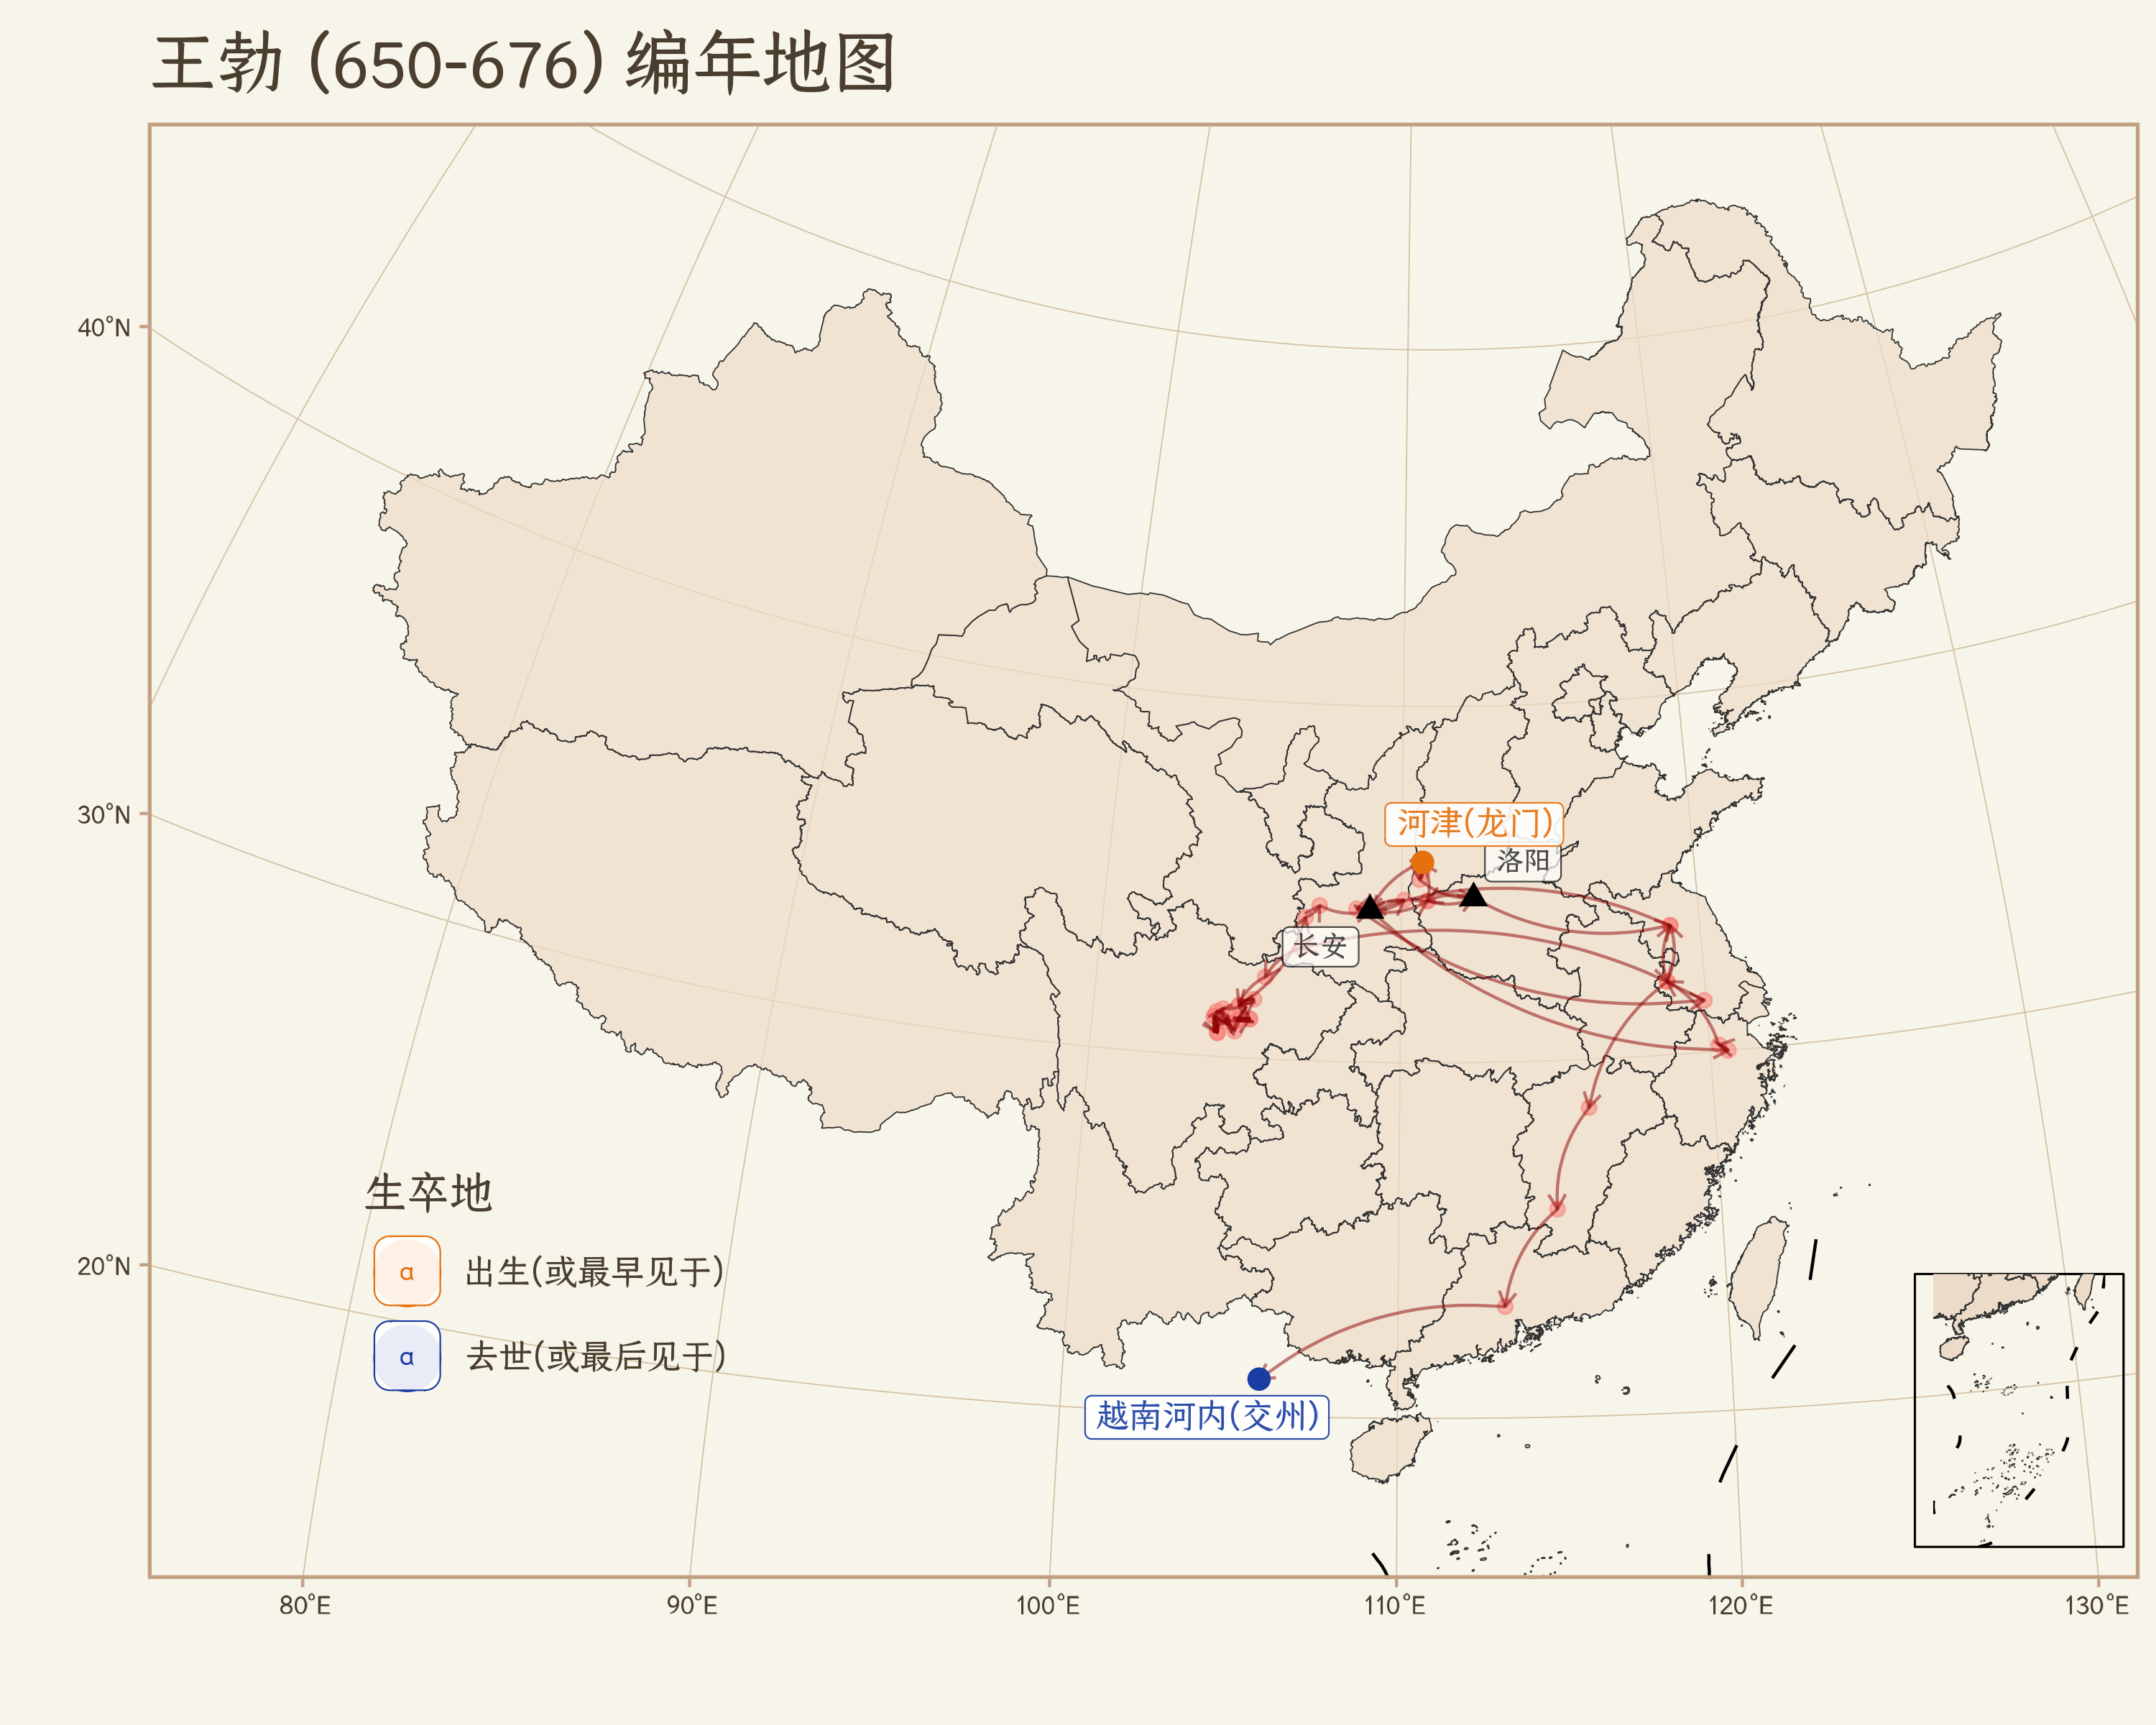 王勃 (650-676) 编年地图
40°N
30°N
20°N
河津(龙门)
洛阳
长安
越南河内(交州)
生卒地
a 出生(或最早见于)
a 去世(或最后见于)
80°E 90°E 100°E 110°E 120°E 130°E